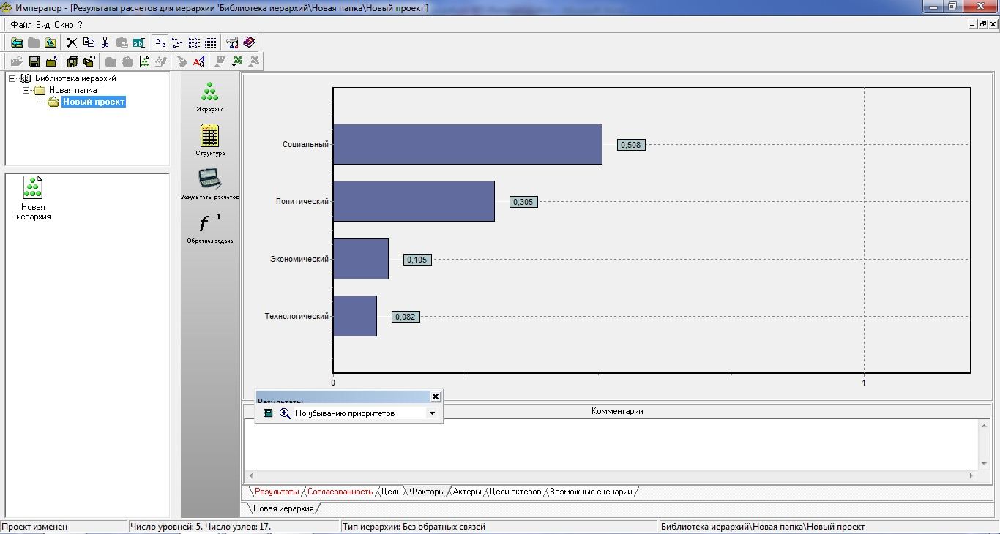 Император - [Результаты расчетов для иерархии 'Библиотека иерархий\Новая папка\Новый проект']
Файл Вид Окно ?
Библиотека иерархий
Новая папка
Новый проект
Новая
иерархия
Иерархия
Структура
Результаты расчетов
f⁻¹
Обратная задача
Социальный
0,508
Политический
0,305
Экономический
0,105
Технологический
0,082
0
1
Результаты
По убыванию приоритетов
Комментарии
Результаты Согласованность Цель Факторы Актеры Цели актеров Возможные сценарии
Новая иерархия
Проект изменен
Число уровней: 5. Число узлов: 17.
Тип иерархии: Без обратных связей
Библиотека иерархий\Новая папка\Новый проект